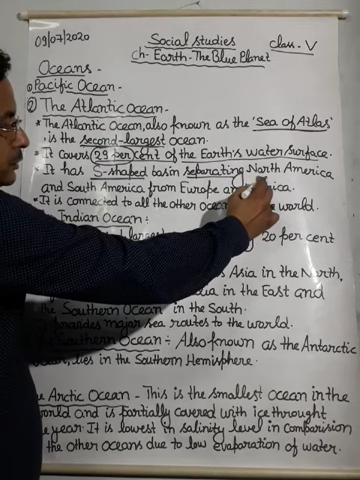 09/07/2020
Social studies class - V
Ch - Earth - The Blue Planet
Oceans -
① Pacific Ocean -
② The Atlantic Ocean -
* The Atlantic Ocean, also known as the 'Sea of Atlas'
is the second-largest ocean.
* It covers 29 per cent of the Earth's water surface.
* It has S-shaped basin separating North America
and South America from Europe
* It is connected to all the other world.
Indian Ocean :
20 per cent
Asia in the North,
in the East and
the Southern Ocean in the South.
major sea routes to the world.
Southern Ocean :- Also known as the Antarctic
lies in the Southern Hemisphere.
Arctic Ocean - This is the smallest ocean in the
and is partially covered with ice throught
year. It is lowest in salinity level in comparision
the other oceans due to low evaporation of water.